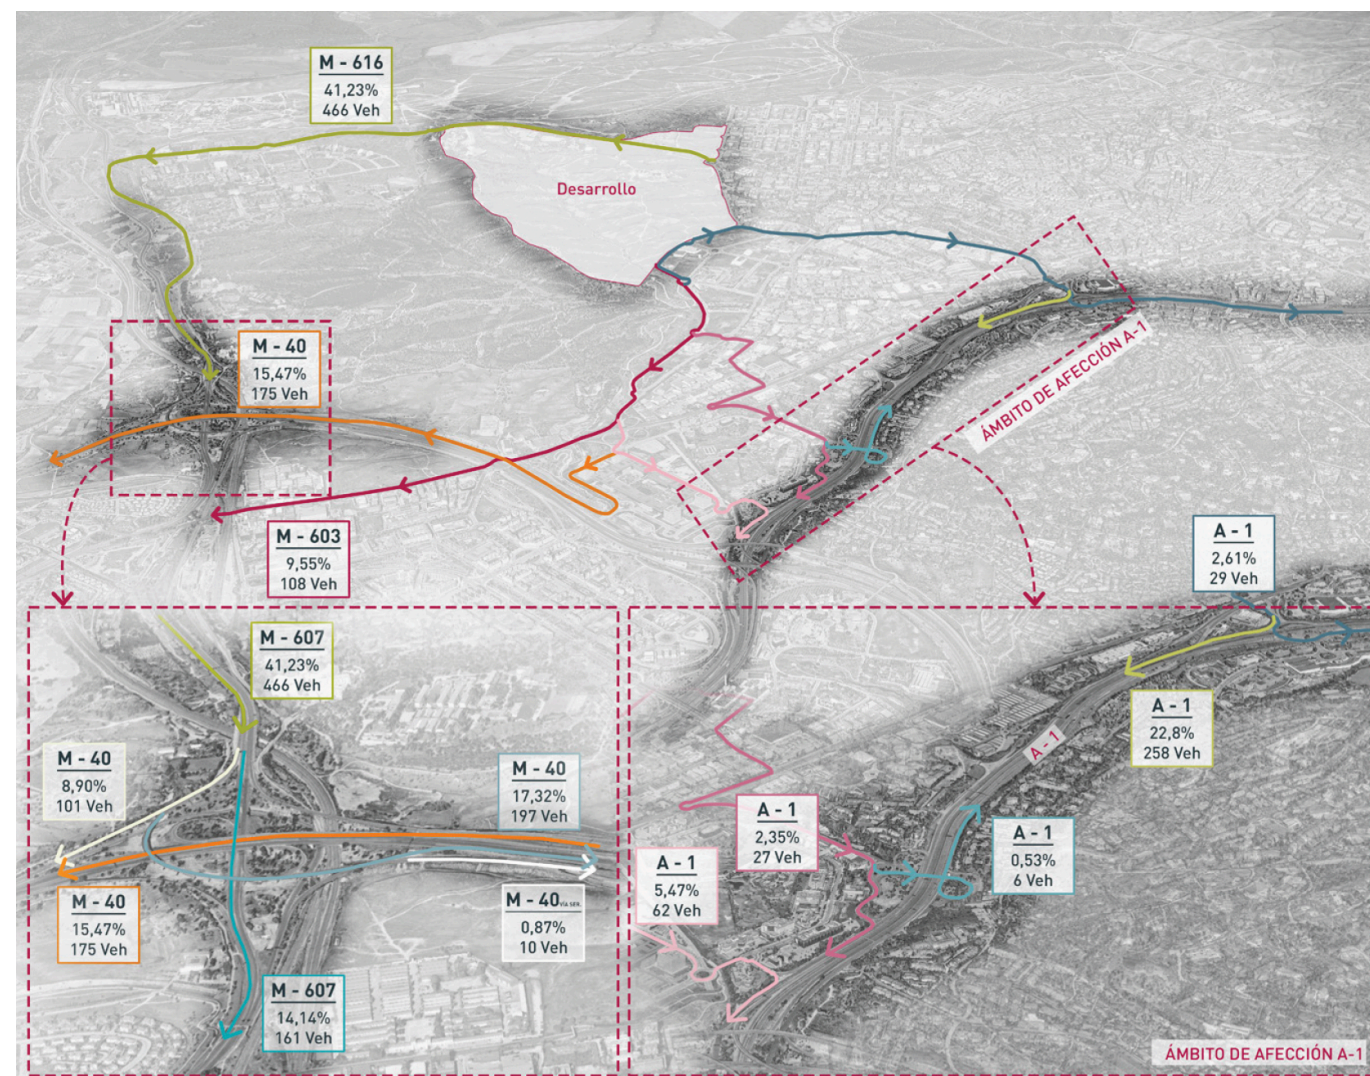 M - 616
41,23%
466 Veh
Desarrollo
M - 40
15,47%
175 Veh
ÁMBITO DE AFECCIÓN A-1
M - 603
9,55%
108 Veh
A - 1
2,61%
29 Veh
M - 607
41,23%
466 Veh
A - 1
22,8%
258 Veh
A - 1
M - 40
8,90%
101 Veh
M - 40
17,32%
197 Veh
A - 1
2,35%
27 Veh
A - 1
0,53%
6 Veh
A - 1
5,47%
62 Veh
M - 40
15,47%
175 Veh
M - 40 VÍA SER.
0,87%
10 Veh
M - 607
14,14%
161 Veh
ÁMBITO DE AFECCIÓN A-1